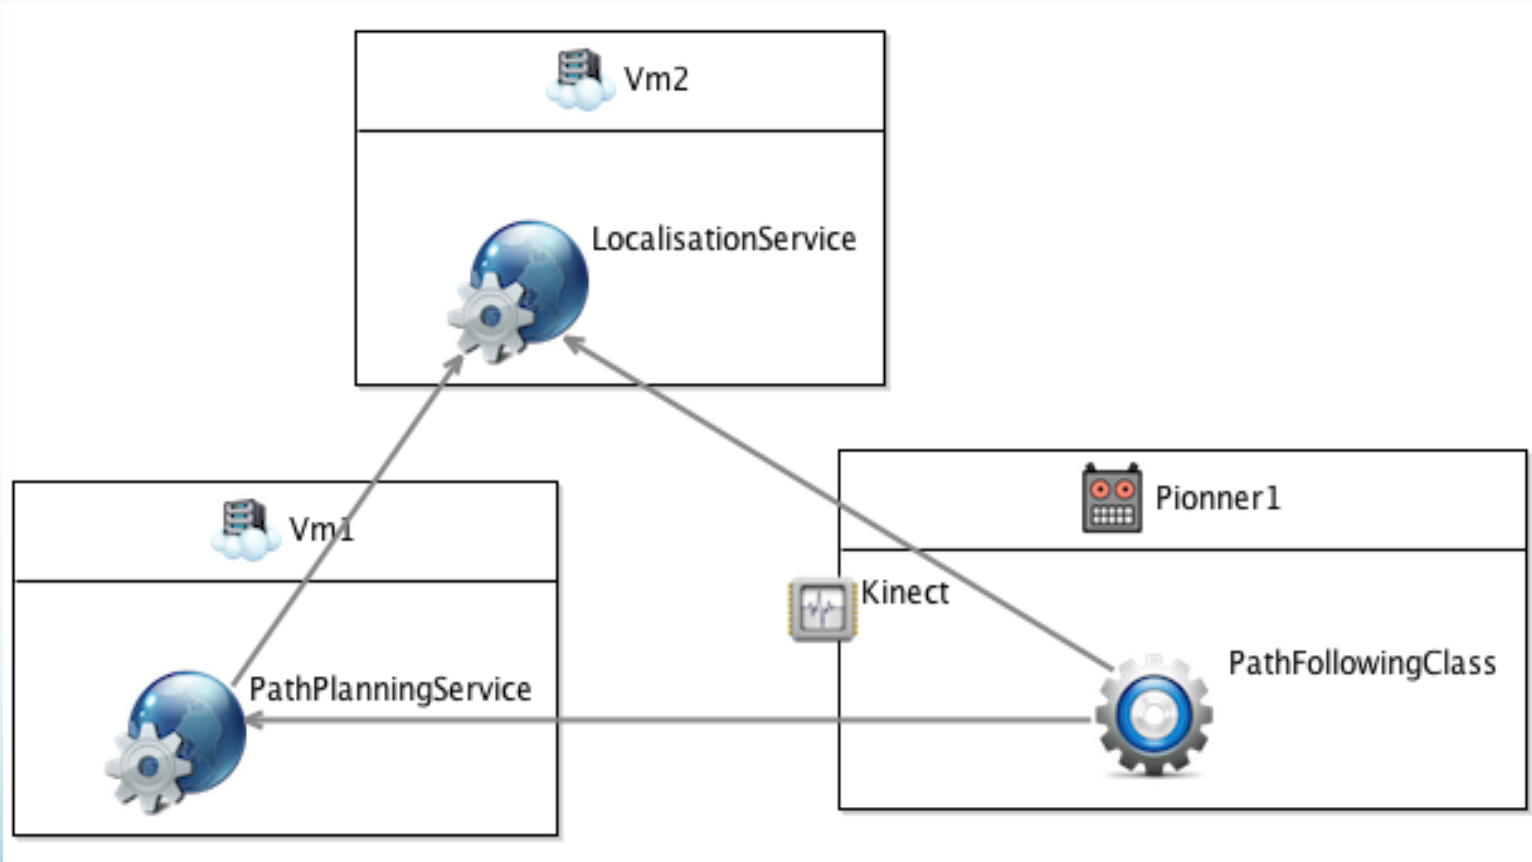 Vm2
LocalisationService
Vm1
PathPlanningService
Pionner1
Kinect
PathFollowingClass